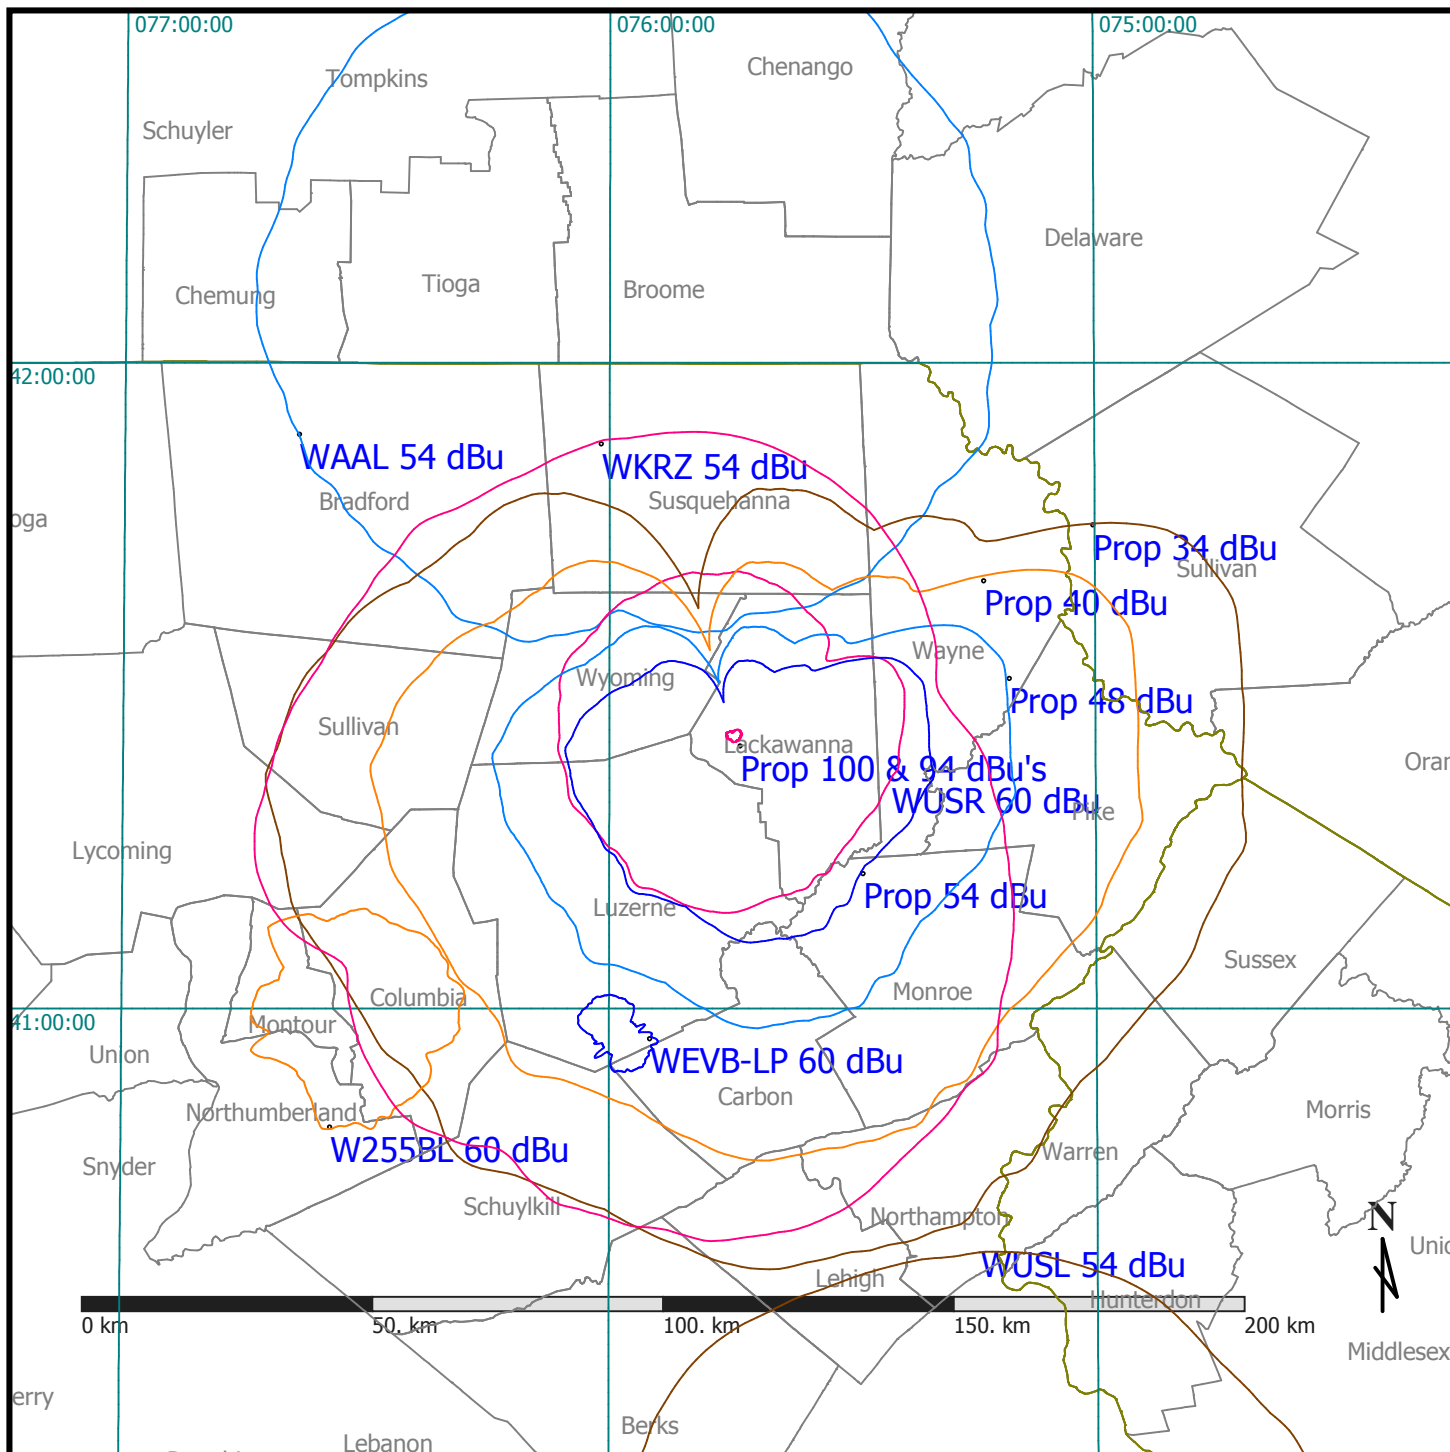 077:00:00
076:00:00
075:00:00
Chenango
Tompkins
Schuyler
Delaware
Tioga
Broome
Chemung
42:00:00
WAAL 54 dBu
WKRZ 54 dBu
Bradford
Susquehanna
oga
Prop 34 dBu
Sullivan
Prop 40 dBu
Wayne
Wyoming
Prop 48 dBu
Sullivan
Lackawanna
Orar
Prop 100 & 94 dBu's
WUSR 60 dBu
Pike
Lycoming
Prop 54 dBu
Luzerne
Sussex
Monroe
Columbia
41:00:00
Montour
Union
WEVB-LP 60 dBu
Carbon
Northumberland
Morris
W255BL 60 dBu
Warren
Snyder
Schuylkill
Northampton
N
Unic
WUSL 54 dBu
Lehigh
Hunterdon
0 km
50. km
100. km
150. km
200 km
Middlesex
erry
Berks
Lebanon